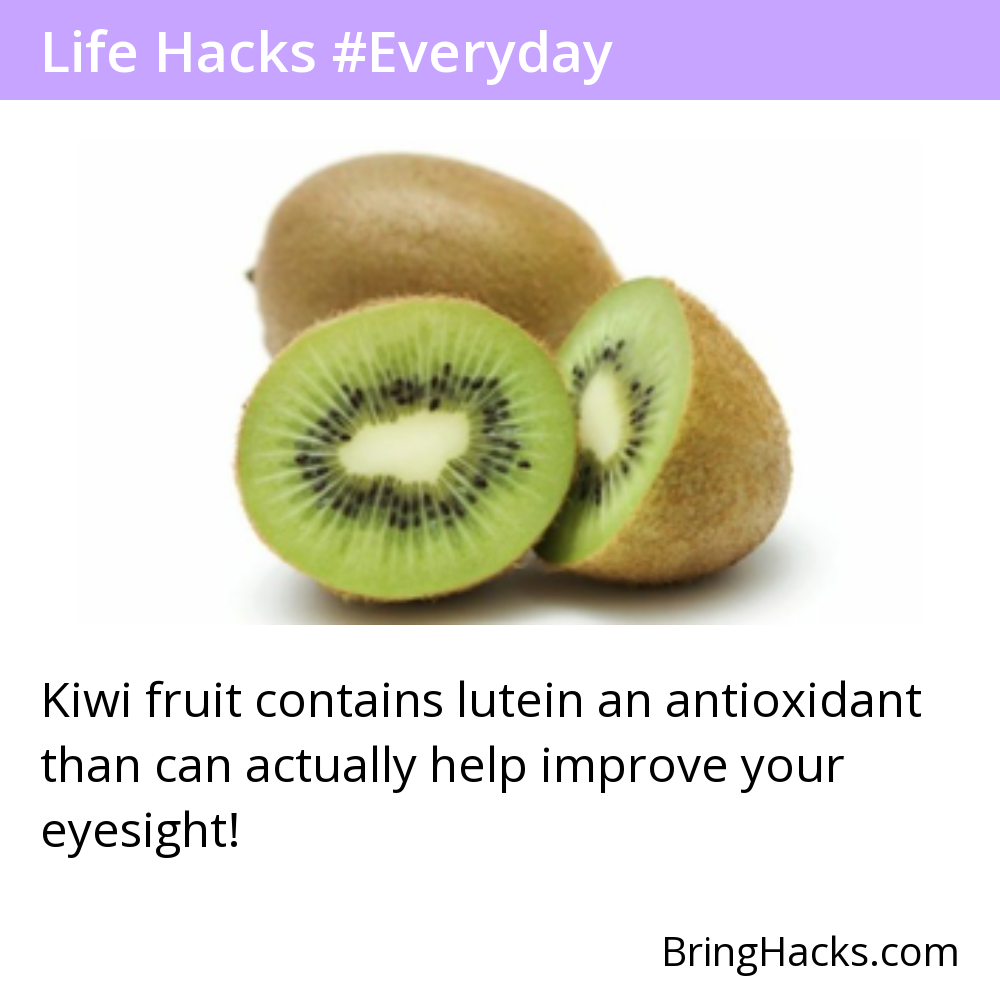 Life Hacks #Everyday
Kiwi fruit contains lutein an antioxidant
than can actually help improve your
eyesight!
BringHacks.com